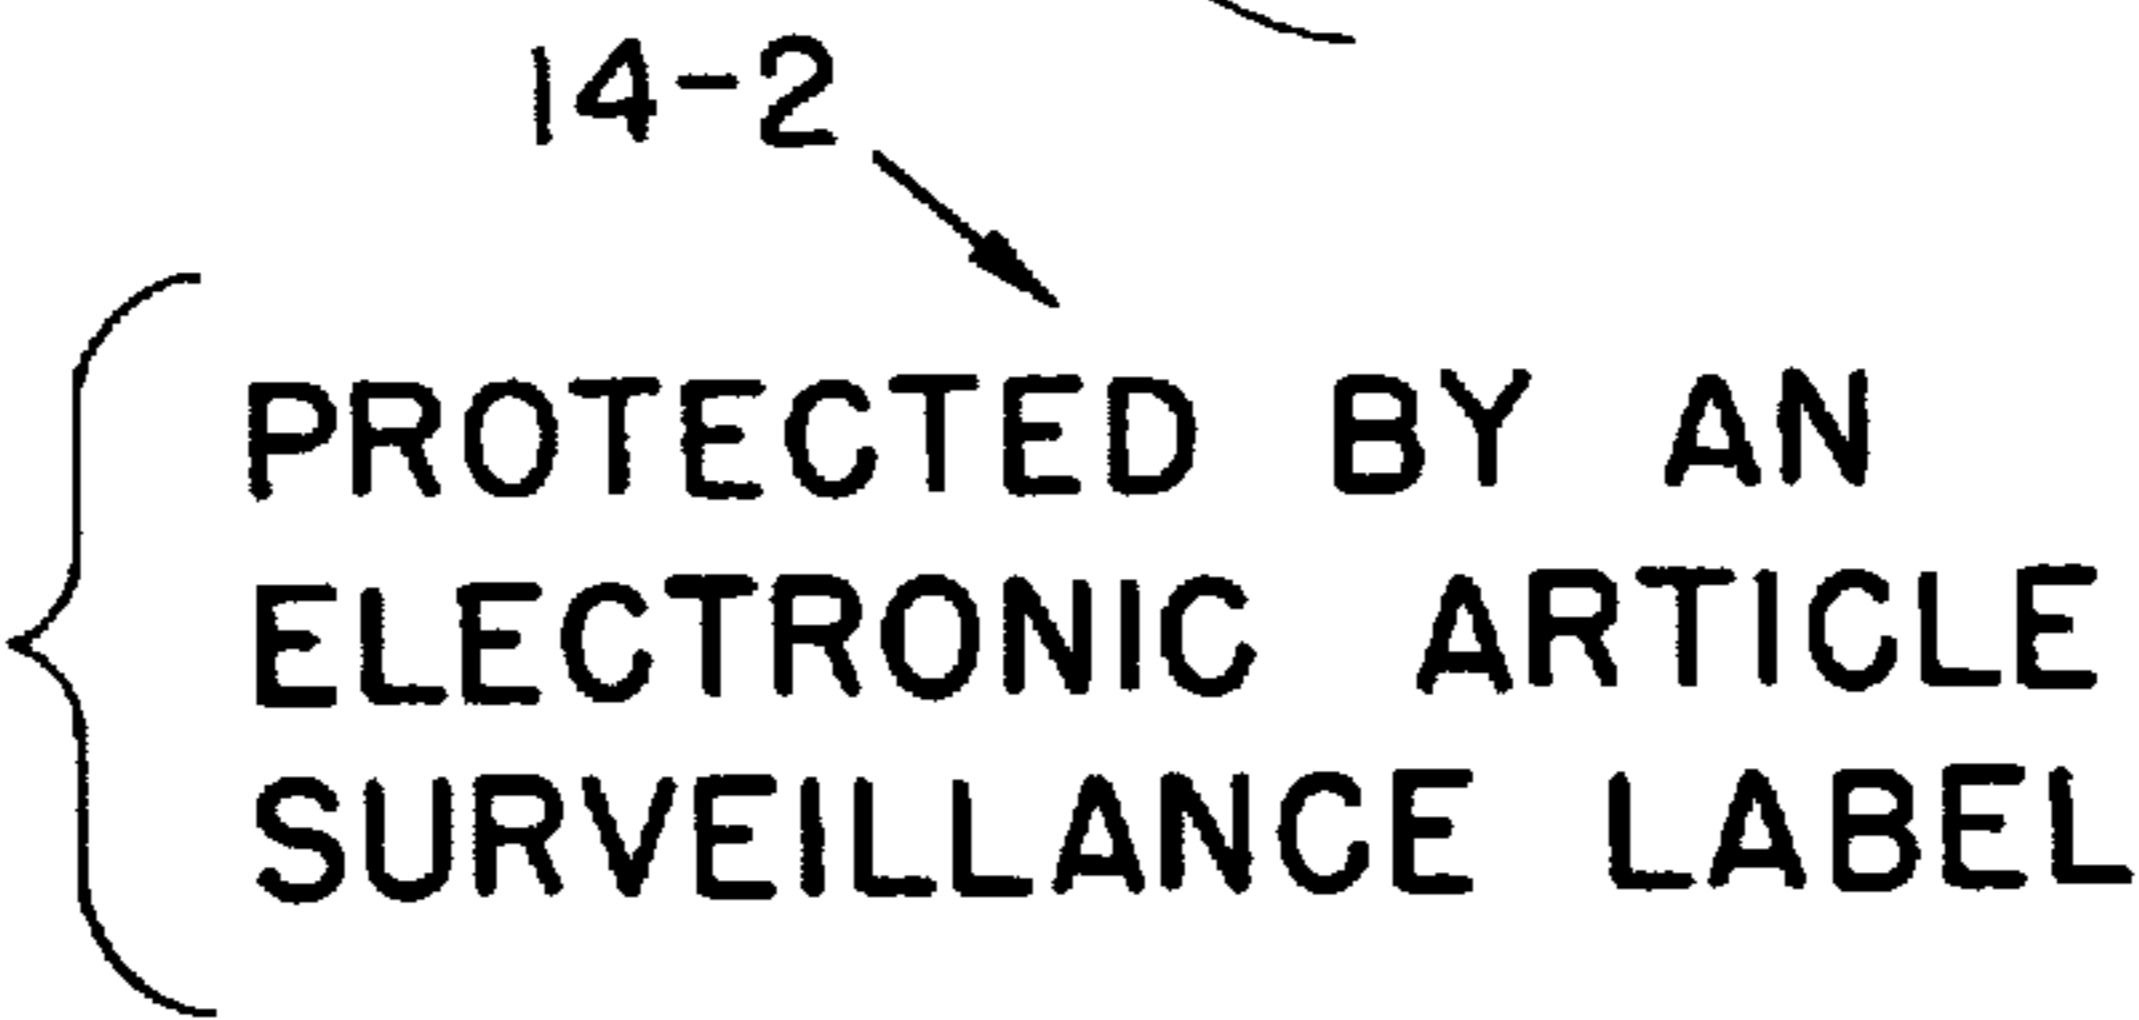 14-2
PROTECTED BY AN
ELECTRONIC ARTICLE
SURVEILLANCE LABEL